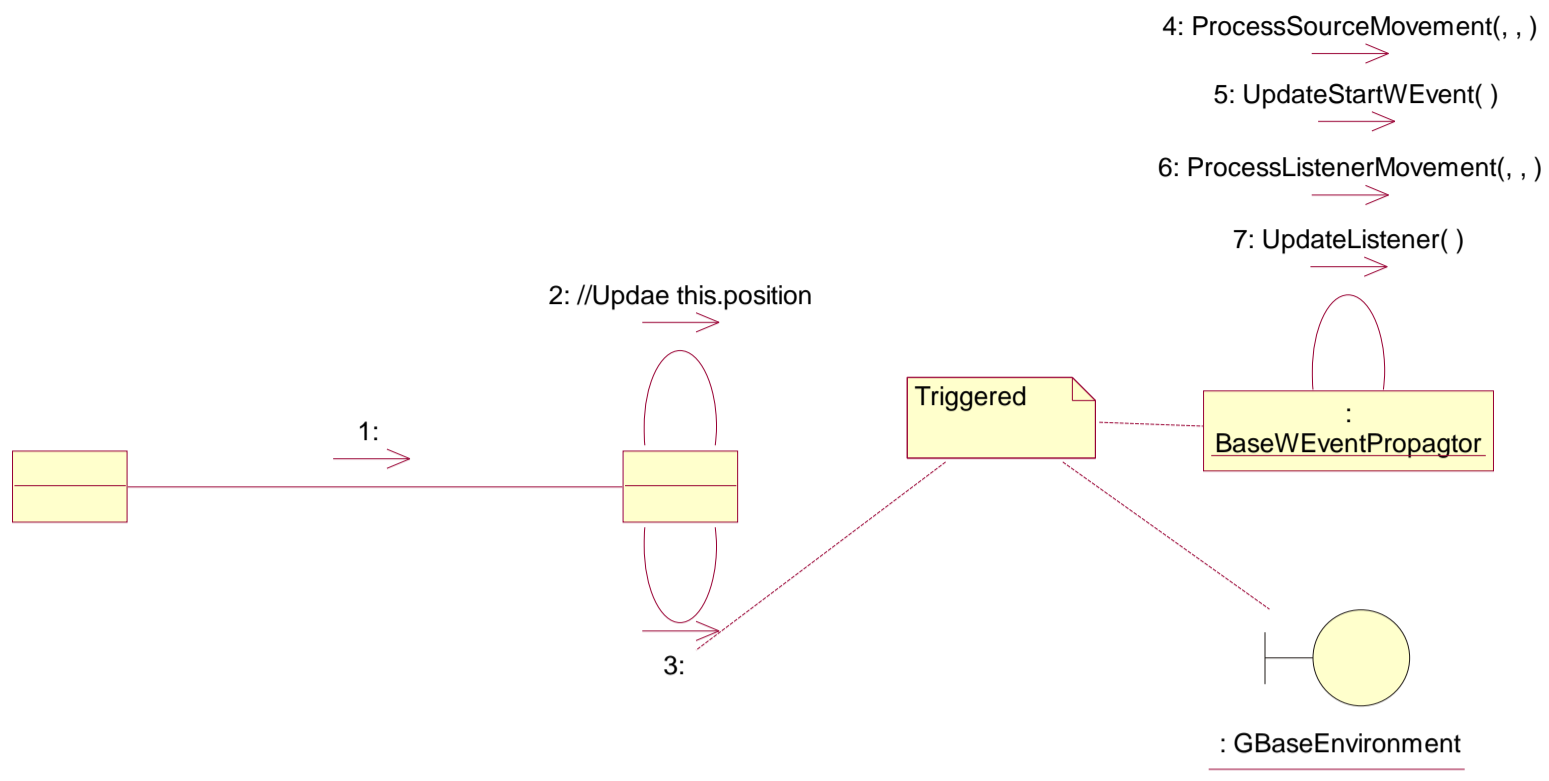 4: ProcessSourceMovement(, , )
5: UpdateStartWEvent( )
6: ProcessListenerMovement(, , )
7: UpdateListener( )
2: //Updae this.position
Triggered
:
BaseWEventPropagtor
1:
3:
: GBaseEnvironment